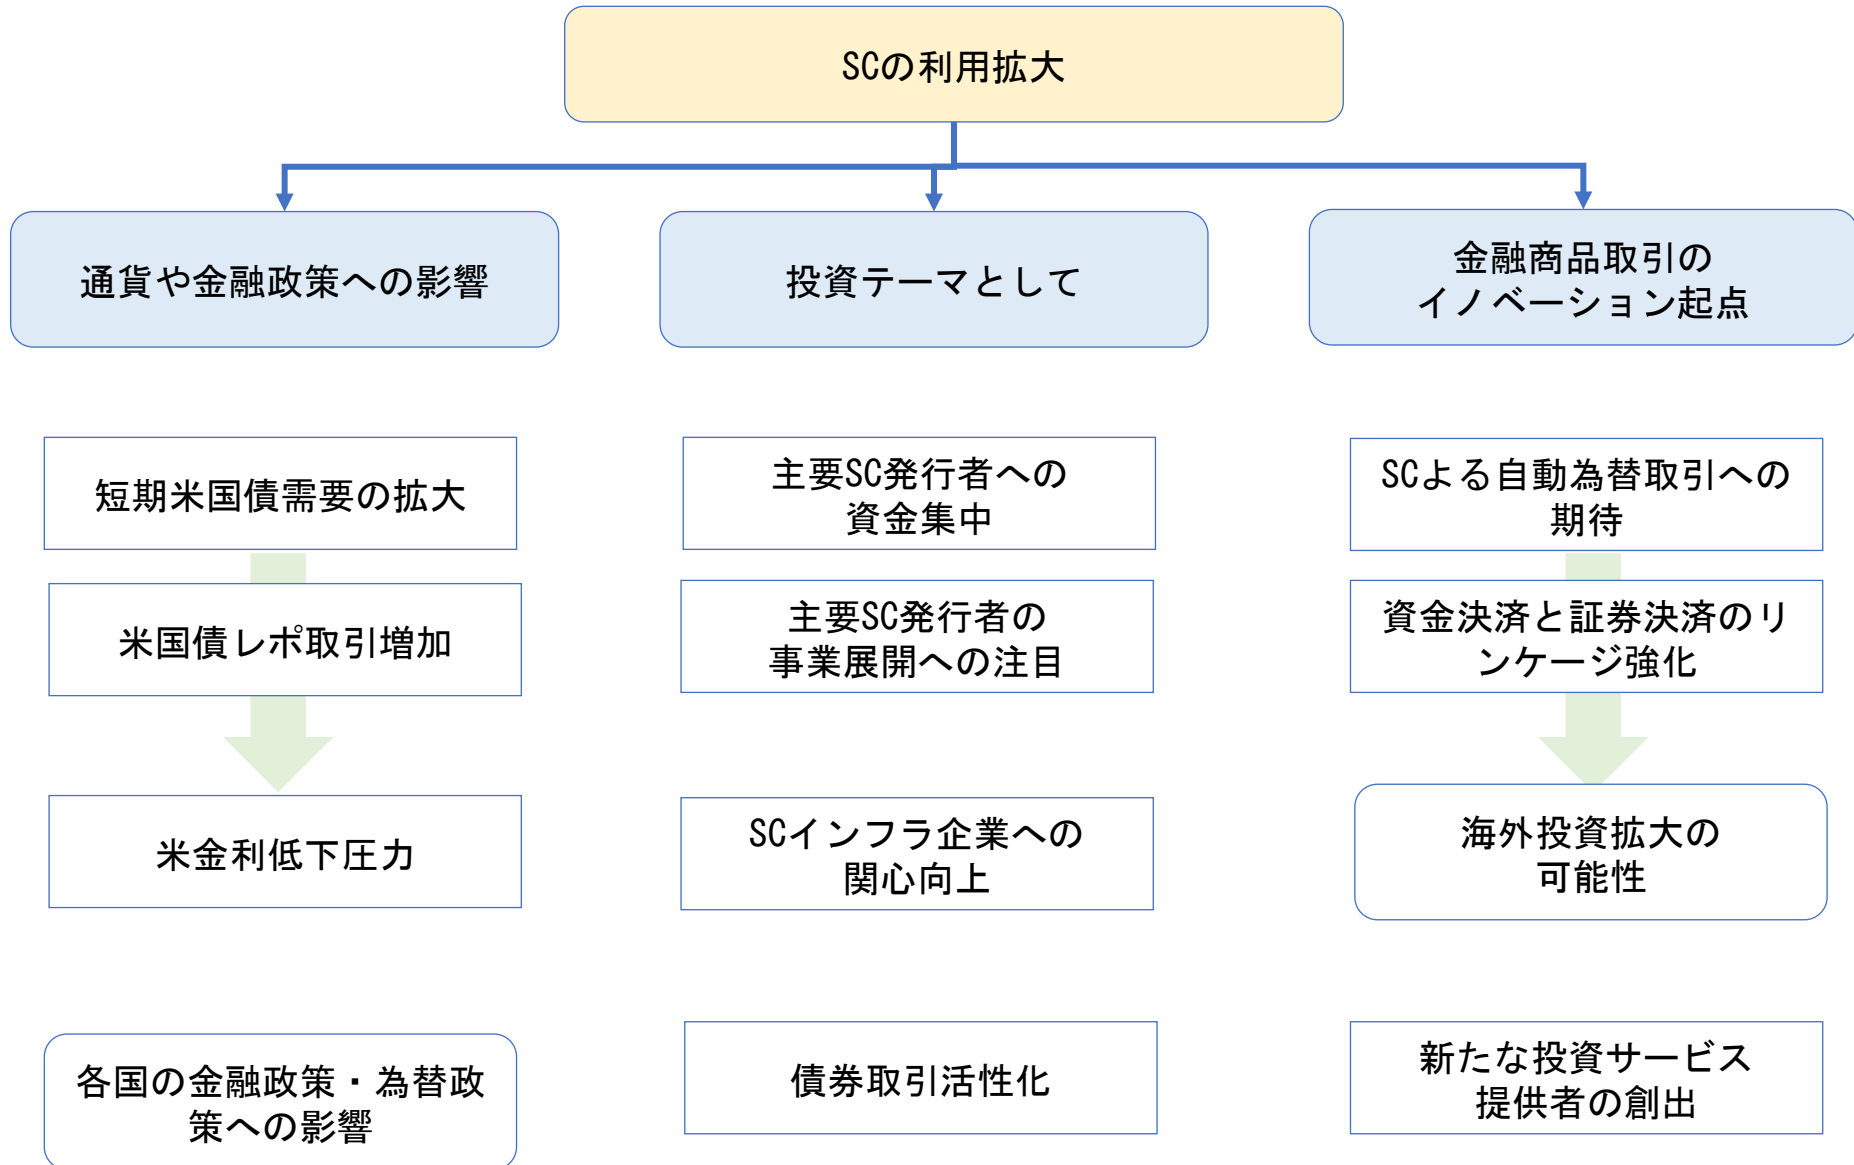 SCの利用拡大
通貨や金融政策への影響
投資テーマとして
金融商品取引の
イノベーション起点
短期米国債需要の拡大
米国債レポ取引増加
米金利低下圧力
各国の金融政策・為替政
策への影響
主要SC発行者への
資金集中
主要SC発行者の
事業展開への注目
SCインフラ企業への
関心向上
債券取引活性化
SCよる自動為替取引への
期待
資金決済と証券決済のリ
ンケージ強化
海外投資拡大の
可能性
新たな投資サービス
提供者の創出